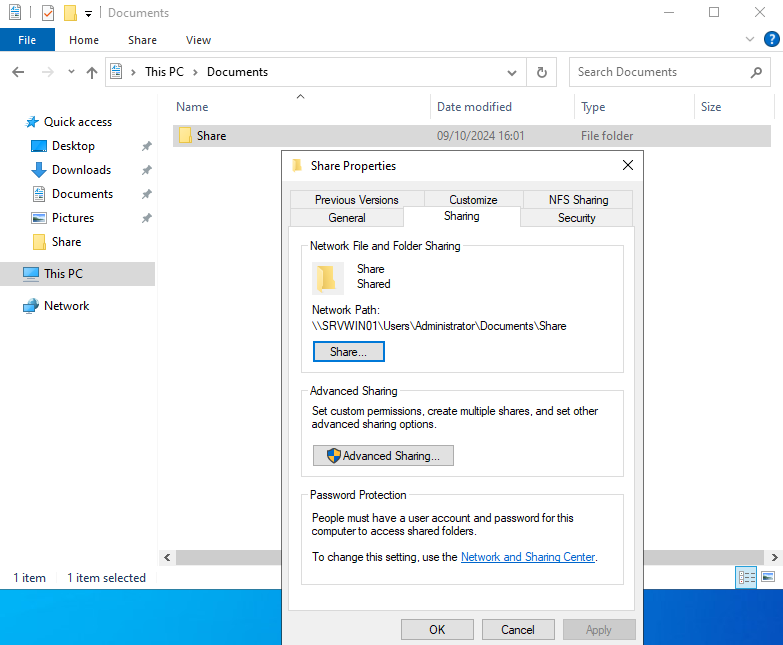 Documents
File
Home
Share
View
This PC
Documents
Search Documents
Name
Date modified
Type
Size
Quick access
Desktop
Downloads
Documents
Pictures
Share
This PC
Network
Share
09/10/2024 16:01
File folder
Share Properties
Previous Versions
Customize
NFS Sharing
General
Sharing
Security
Network File and Folder Sharing
Share
Shared
Network Path:
\\SRVWIN01\Users\Administrator\Documents\Share
Share...
Advanced Sharing
Set custom permissions, create multiple shares, and set other
advanced sharing options.
Advanced Sharing...
Password Protection
People must have a user account and password for this
computer to access shared folders.
To change this setting, use the Network and Sharing Center.
OK
Cancel
Apply
1 item
1 item selected